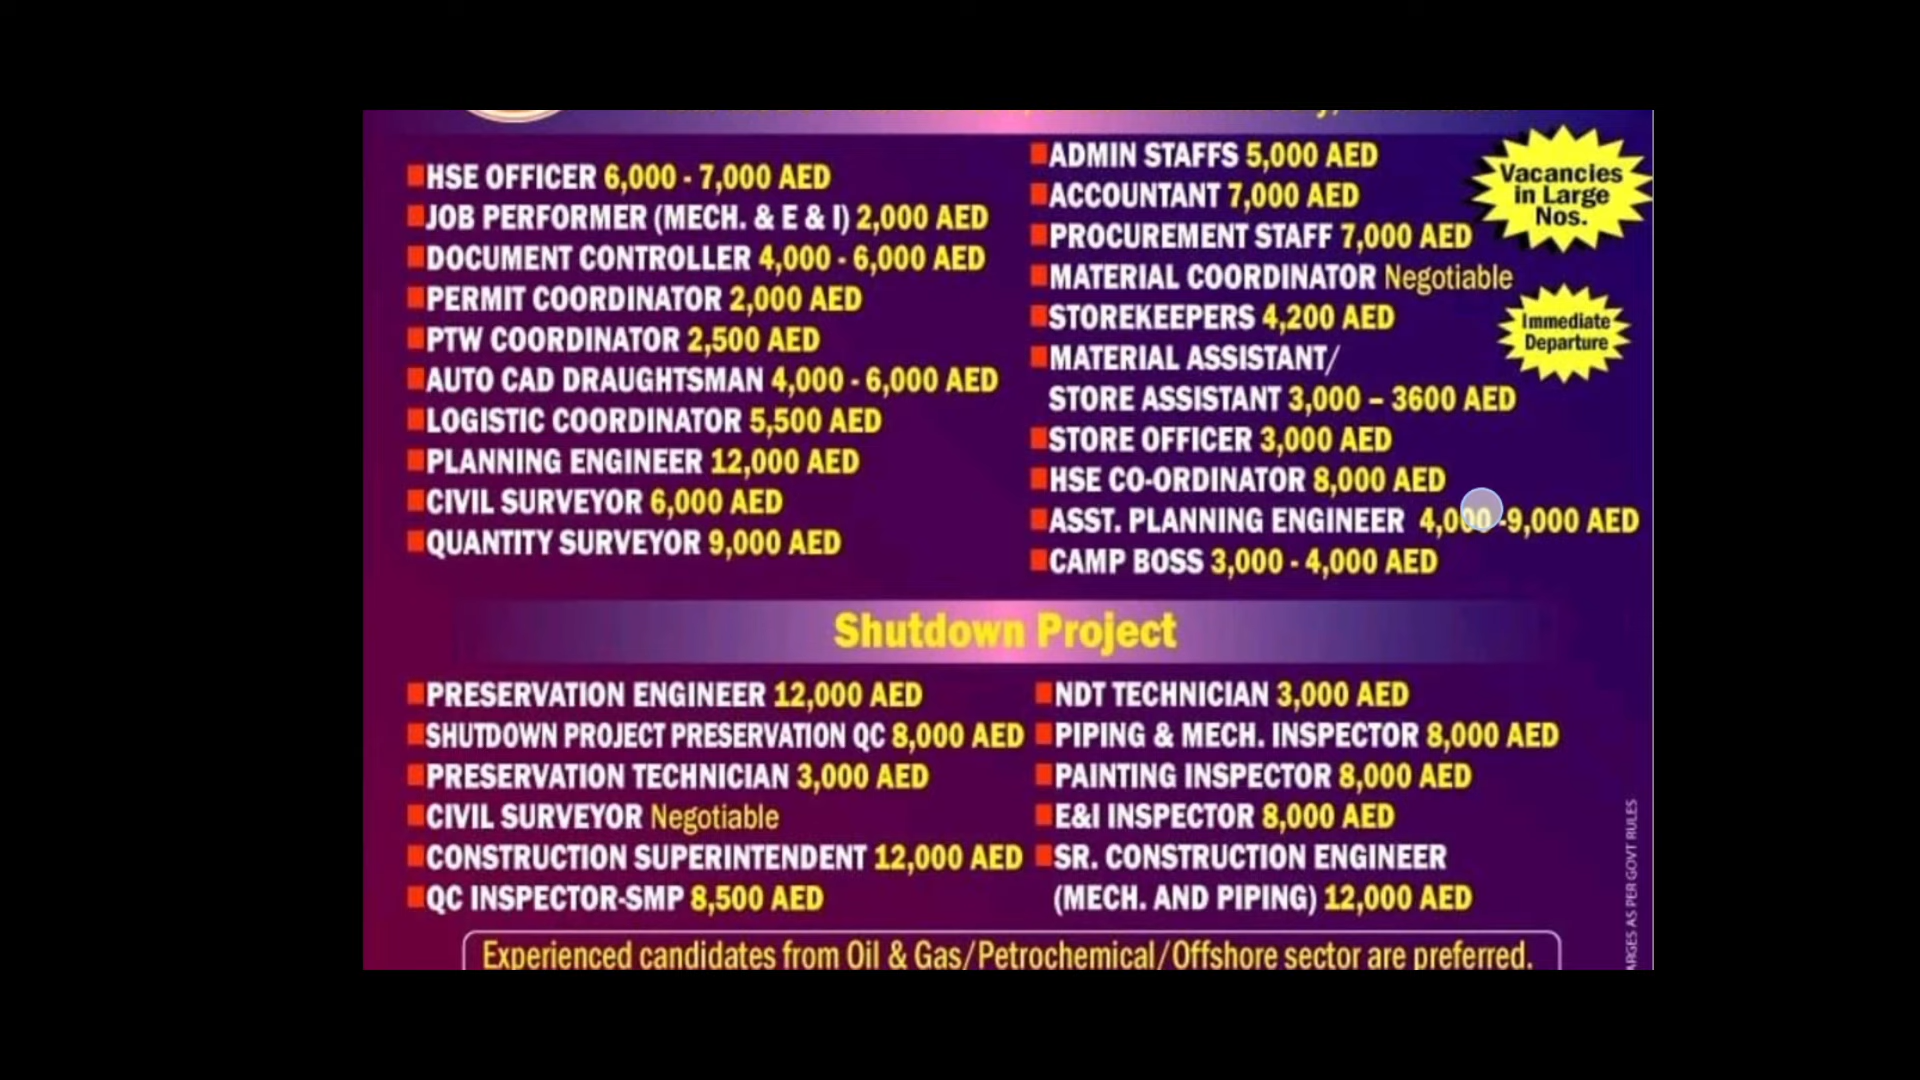 HSE OFFICER 6,000 - 7,000 AED
JOB PERFORMER (MECH. & E & I) 2,000 AED
DOCUMENT CONTROLLER 4,000 - 6,000 AED
PERMIT COORDINATOR 2,000 AED
PTW COORDINATOR 2,500 AED
AUTO CAD DRAUGHTSMAN 4,000 - 6,000 AED
LOGISTIC COORDINATOR 5,500 AED
PLANNING ENGINEER 12,000 AED
CIVIL SURVEYOR 6,000 AED
QUANTITY SURVEYOR 9,000 AED
ADMIN STAFFS 5,000 AED
ACCOUNTANT 7,000 AED
PROCUREMENT STAFF 7,000 AED
MATERIAL COORDINATOR Negotiable
STOREKEEPERS 4,200 AED
MATERIAL ASSISTANT/
STORE ASSISTANT 3,000 – 3600 AED
STORE OFFICER 3,000 AED
HSE CO-ORDINATOR 8,000 AED
ASST. PLANNING ENGINEER 4,000 -9,000 AED
CAMP BOSS 3,000 - 4,000 AED
Vacancies
in Large
Nos.
Immediate
Departure
Shutdown Project
PRESERVATION ENGINEER 12,000 AED
SHUTDOWN PROJECT PRESERVATION QC 8,000 AED
PRESERVATION TECHNICIAN 3,000 AED
CIVIL SURVEYOR Negotiable
CONSTRUCTION SUPERINTENDENT 12,000 AED
QC INSPECTOR-SMP 8,500 AED
NDT TECHNICIAN 3,000 AED
PIPING & MECH. INSPECTOR 8,000 AED
PAINTING INSPECTOR 8,000 AED
E&I INSPECTOR 8,000 AED
SR. CONSTRUCTION ENGINEER
(MECH. AND PIPING) 12,000 AED
Experienced candidates from Oil & Gas/Petrochemical/Offshore sector are preferred.
AS PER GOVT RULES